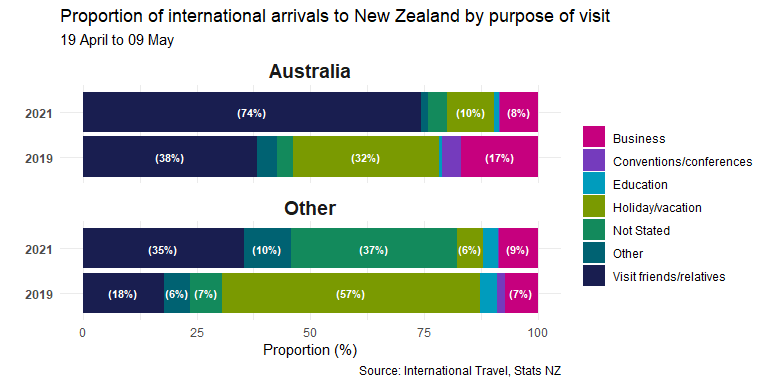 Proportion of international arrivals to New Zealand by purpose of visit
19 April to 09 May
Australia
2021 (74%) (10%) (8%)
2019 (38%) (32%) (17%)
Other
2021 (35%) (10%) (37%) (6%) (9%)
2019 (18%) (6%) (7%) (57%) (7%)
0 25 50 75 100
Proportion (%)
Business
Conventions/conferences
Education
Holiday/vacation
Not Stated
Other
Visit friends/relatives
Source: International Travel, Stats NZ